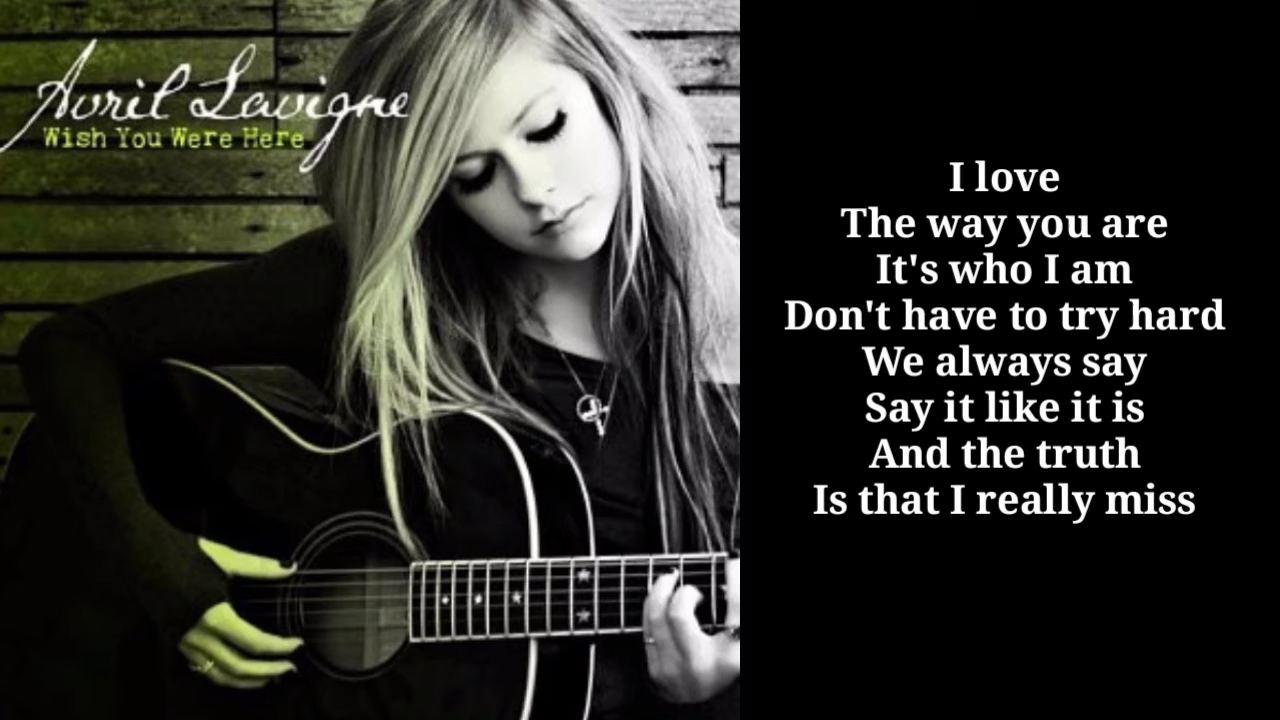 Avril Lavigne
Wish You Were Here
I love
The way you are
It's who I am
Don't have to try hard
We always say
Say it like it is
And the truth
Is that I really miss